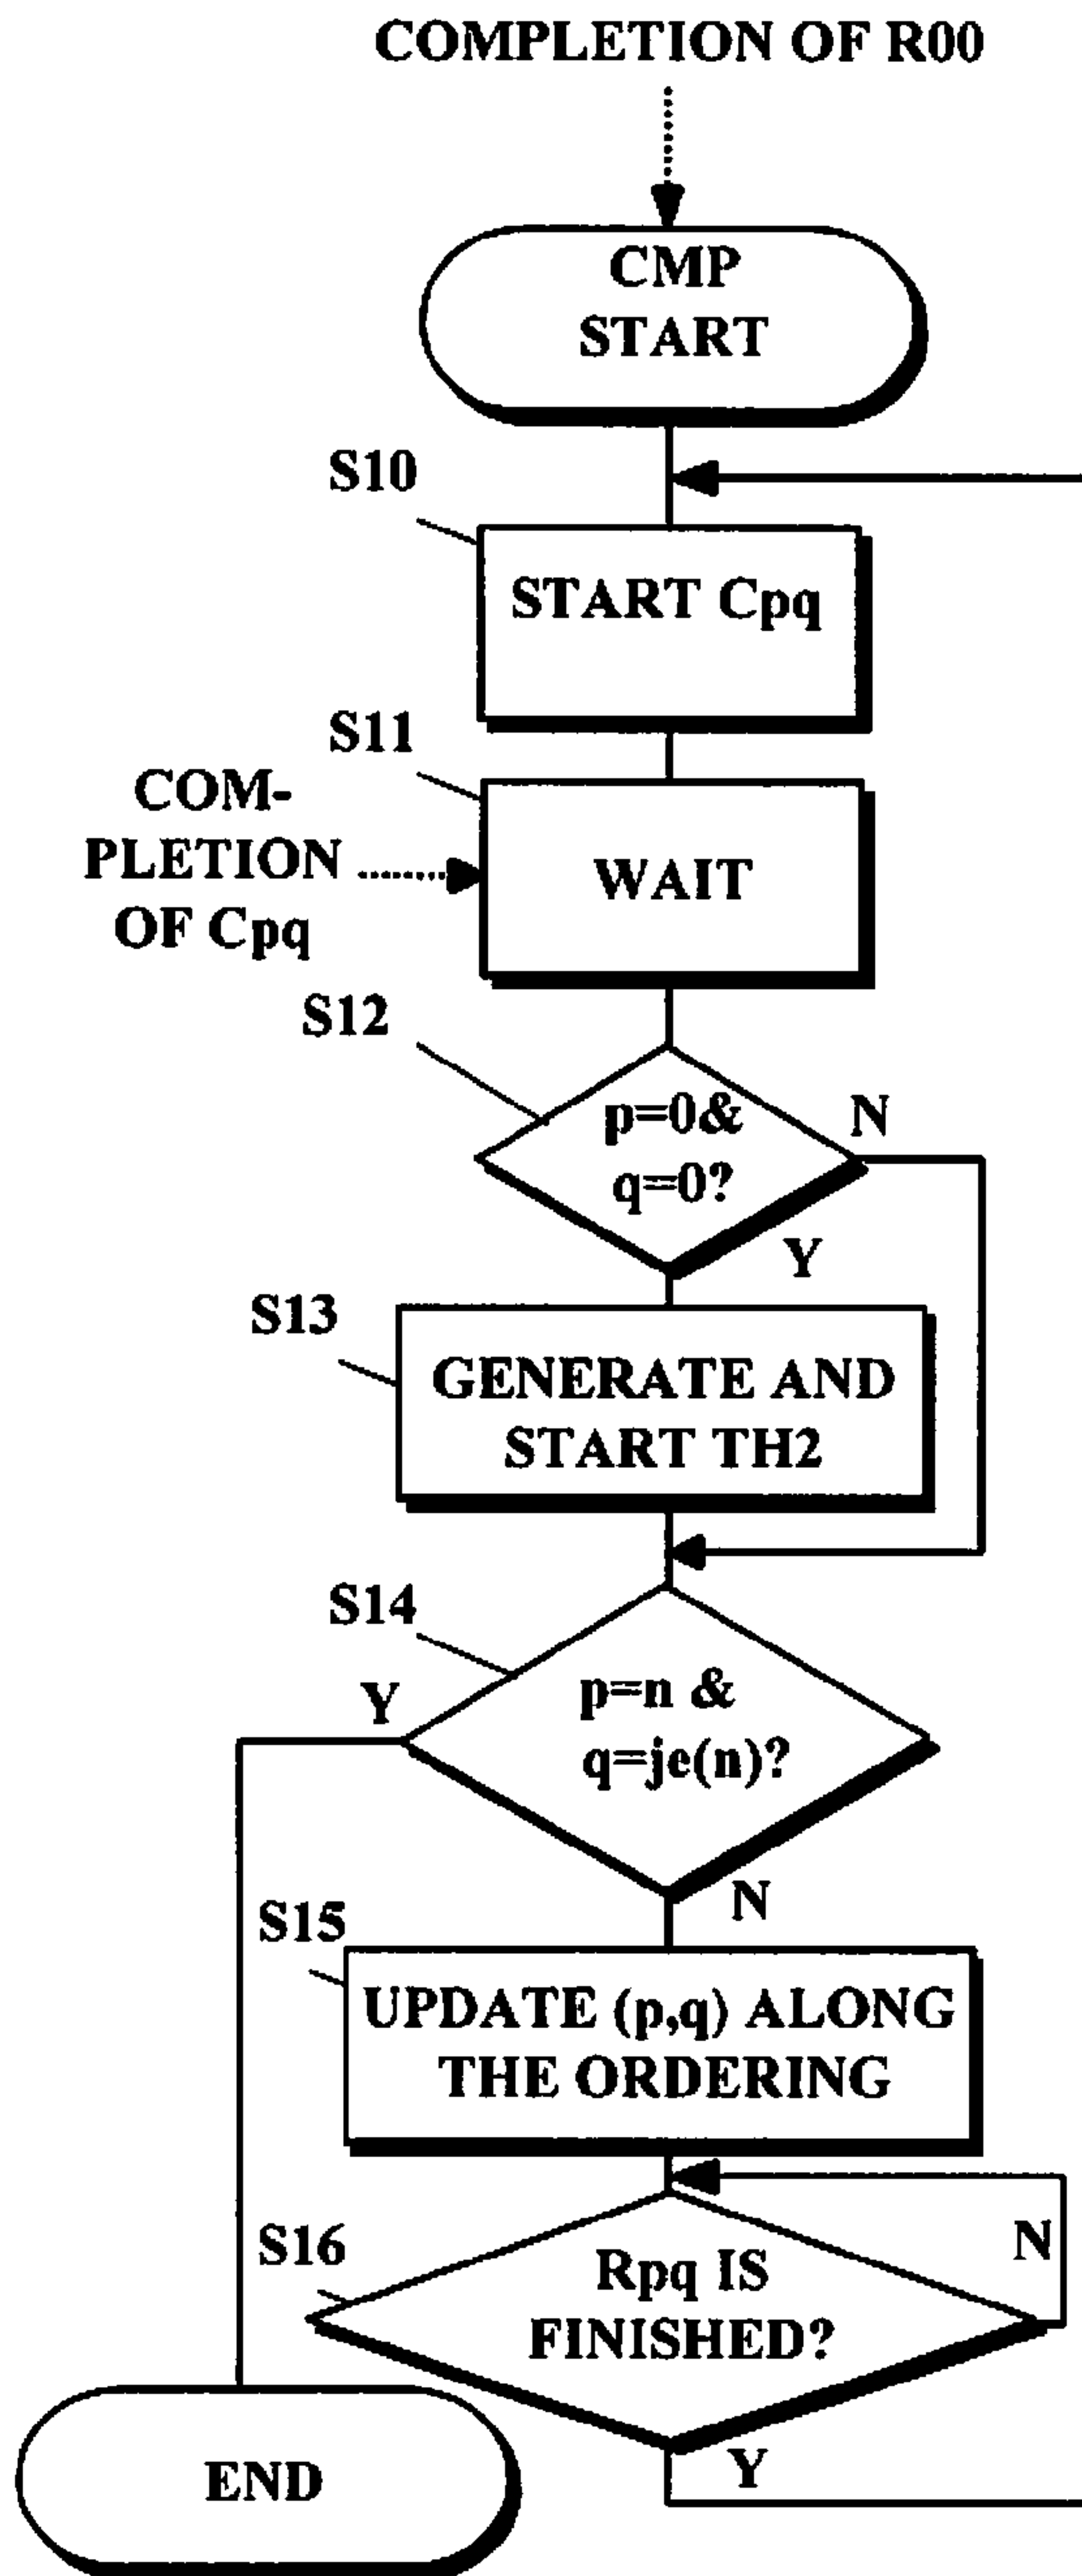 COMPLETION OF R00
CMP
START
S10
START Cpq
S11
COM-
PLETION
OF Cpq
WAIT
S12
p=0&
q=0?
N
Y
S13
GENERATE AND
START TH2
S14
Y
p=n &
q=je(n)?
N
S15
UPDATE (p,q) ALONG
THE ORDERING
S16
Rpq IS
FINISHED?
N
Y
END